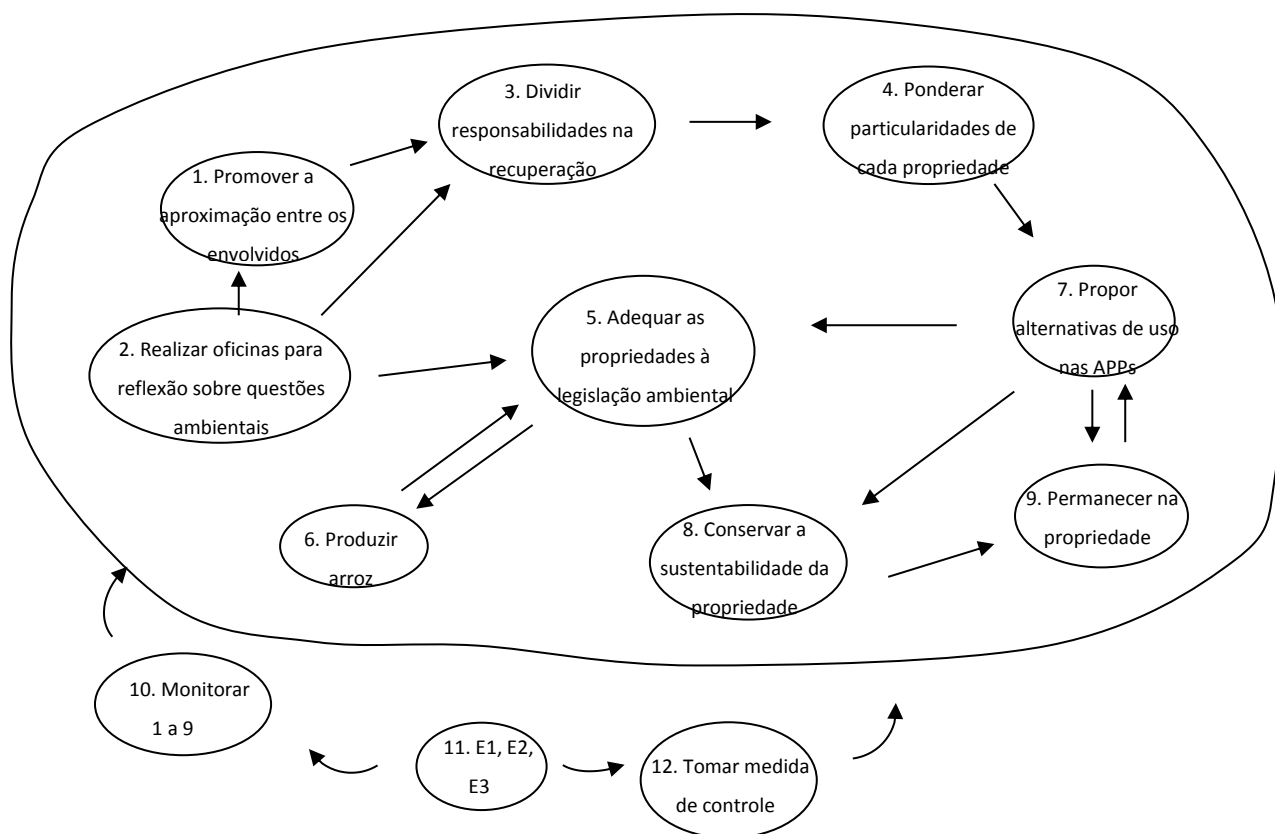 3. Dividir
responsabilidades na
recuperação
4. Ponderar
particularidades de
cada propriedade
1. Promover a
aproximação entre os
envolvidos
2. Realizar oficinas para
reflexão sobre questões
ambientais
5. Adequar as
propriedades à
legislação ambiental
7. Propor
alternativas de uso
nas APPs
6. Produzir
arroz
8. Conservar a
sustentabilidade da
propriedade
9. Permanecer na
propriedade
10. Monitorar
1 a 9
11. E1, E2,
E3
12. Tomar medida
de controle